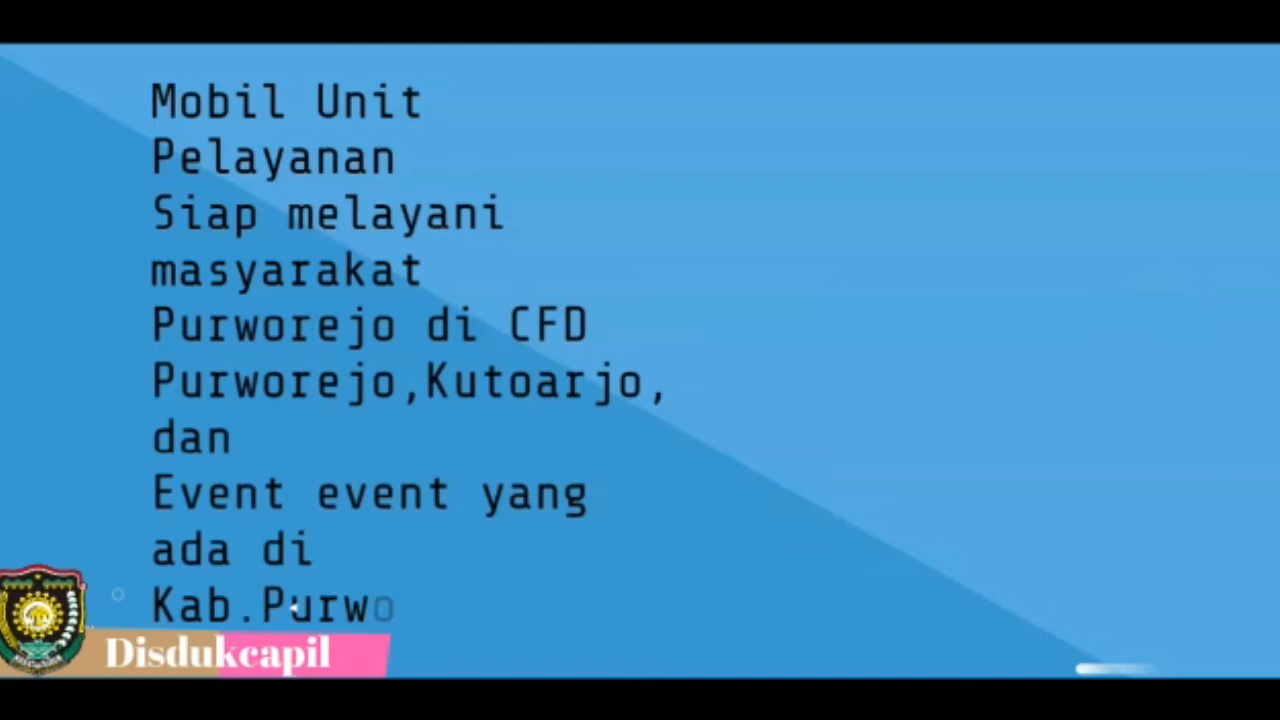 Mobil Unit
Pelayanan
Siap melayani
masyarakat
Purworejo di CFD
Purworejo,Kutoarjo,
dan
Event event yang
ada di
Kab.Purwo
Disdukcapil